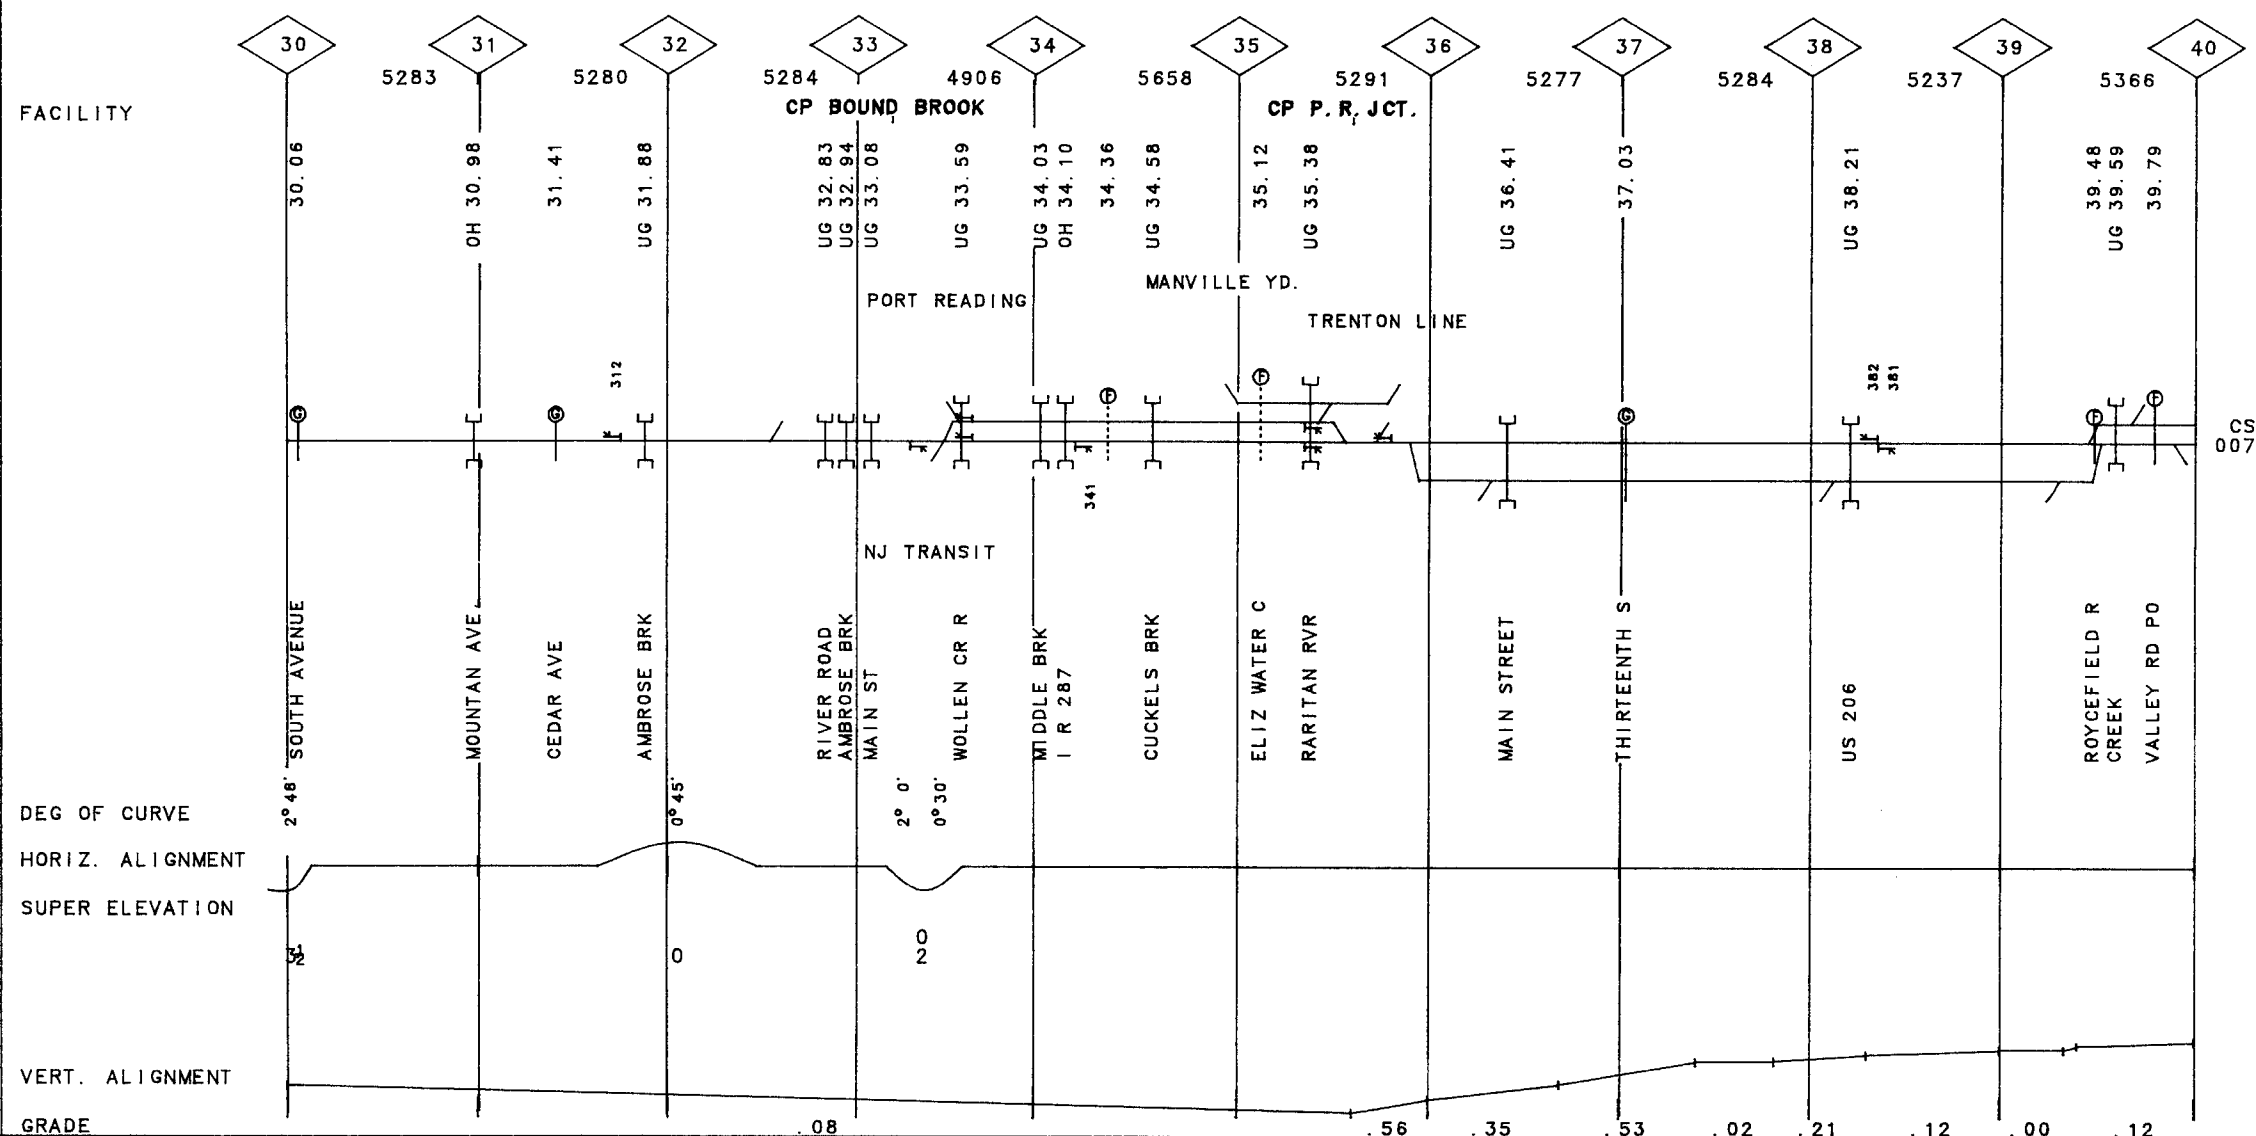 30 31 32 33 34 35 36 37 38 39 40
5283 5280 5284 4906 5658 5291 5277 5284 5237 5366
FACILITY
CP BOUND BROOK
CP P.R. JCT.
30.06
OH 30.98
31.41
UG 31.88
UG 32.83
UG 32.94
UG 33.08
UG 33.59
UG 34.03
OH 34.10
34.36
UG 34.58
35.12
UG 35.38
UG 36.41
37.03
UG 38.21
39.48
UG 39.59
39.79
MANVILLE YD.
PORT READING
TRENTON LINE
312
382
381
G G F F G F F
CS
007
341
NJ TRANSIT
SOUTH AVENUE
MOUNTAN AVE.
CEDAR AVE
AMBROSE BRK
RIVER ROAD
AMBROSE BRK
MAIN ST
WOLLEN CR R
MIDDLE BRK
I R 287
CUCKELS BRK
ELIZ WATER C
RARITAN RVR
MAIN STREET
THIRTEENTH S
US 206
ROYCEFIELD R
CREEK
VALLEY RD PO
DEG OF CURVE
2°48'
0°45'
2° 0'
0°30'
HORIZ. ALIGNMENT
SUPER ELEVATION
3½
0
0
2
VERT. ALIGNMENT
GRADE
.08 .56 .35 .53 .02 .21 .12 .00 .12